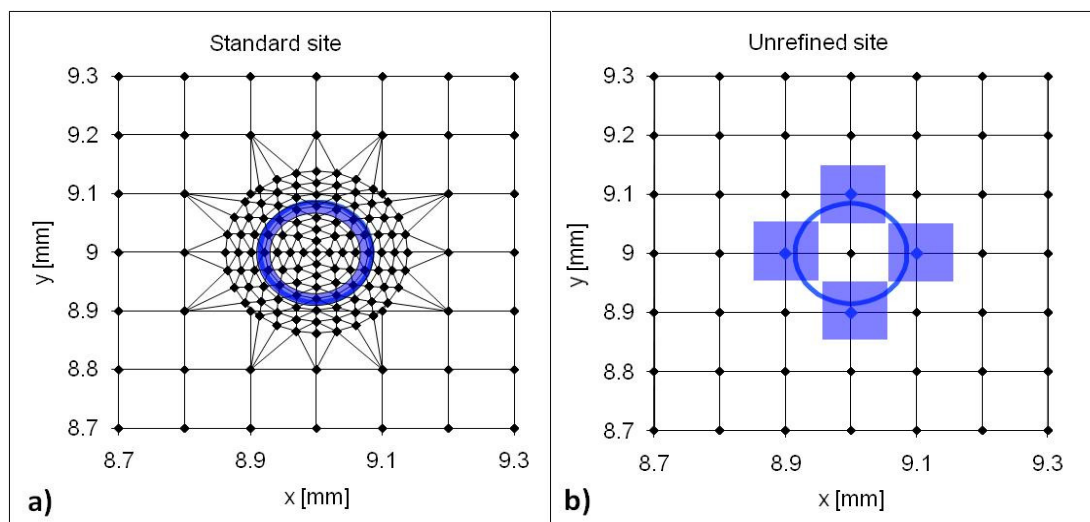 Standard site
9.3
9.2
9.1
9
8.9
8.8
8.7
y [mm]
8.7 8.9 9.1 9.3
x [mm]
a)
Unrefined site
9.3
9.2
9.1
9
8.9
8.8
8.7
y [mm]
8.7 8.9 9.1 9.3
x [mm]
b)